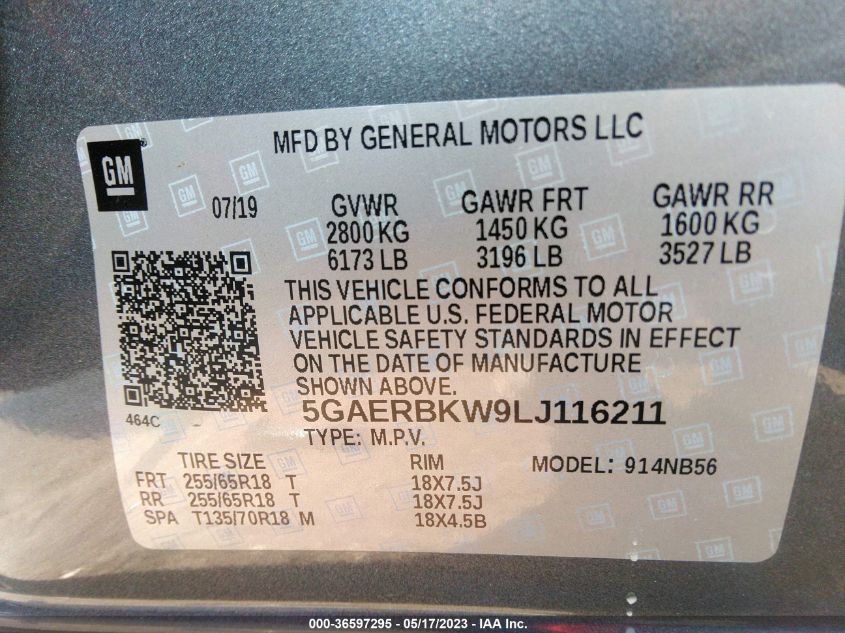 MFD BY GENERAL MOTORS LLC
GM
07/19 GVWR GAWR FRT GAWR RR
2800 KG 1450 KG 1600 KG
6173 LB 3196 LB 3527 LB
THIS VEHICLE CONFORMS TO ALL
APPLICABLE U.S. FEDERAL MOTOR
VEHICLE SAFETY STANDARDS IN EFFECT
ON THE DATE OF MANUFACTURE
SHOWN ABOVE.
464C
5GAERBKW9LJ116211
TYPE: M.P.V.
TIRE SIZE RIM MODEL: 914NB56
FRT 255/65R18 T 18X7.5J
RR 255/65R18 T 18X7.5J
SPA T135/70R18 M 18X4.5B
000-36597295 - 05/17/2023 - IAA Inc.